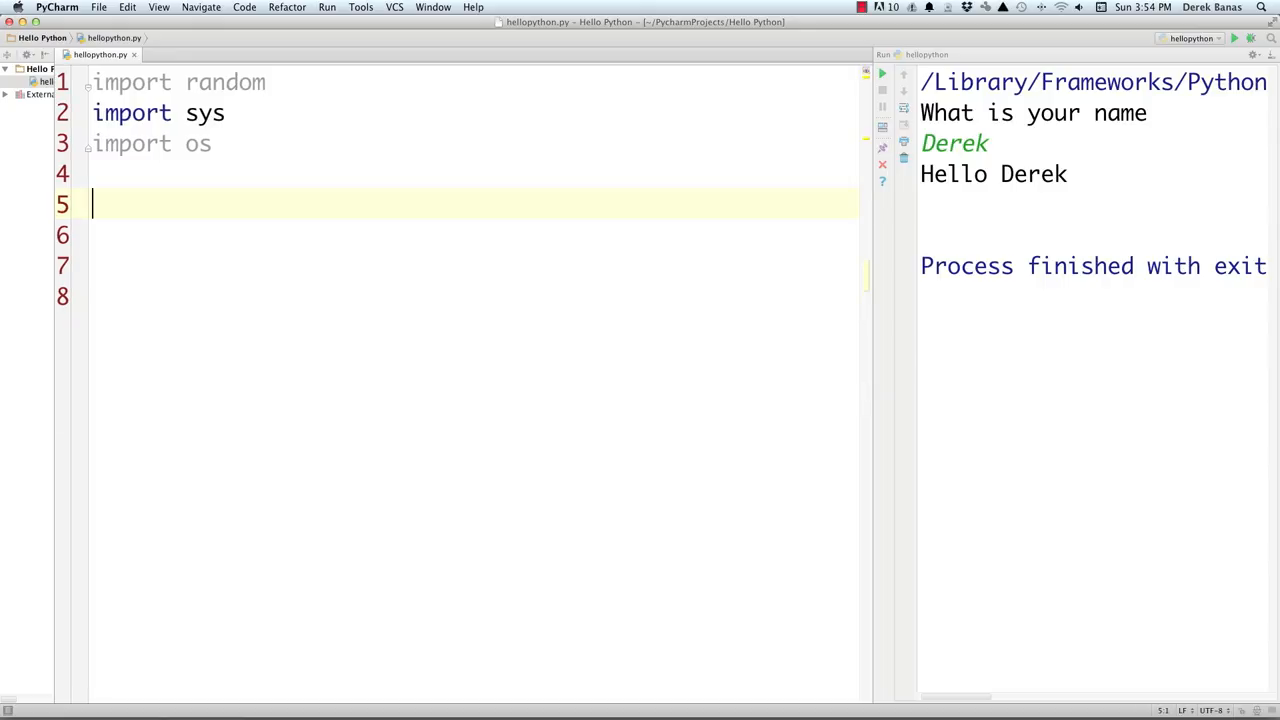 PyCharm File Edit View Navigate Code Refactor Run Tools VCS Window Help 10 Sun 3:54 PM Derek Banas
hellopython.py - Hello Python - [~/PycharmProjects/Hello Python]
Hello Python hellopython.py hellopython
hellopython.py Run hellopython
Hello P
hell
Externa
1 import random
2 import sys
3 import os
4
5
6
7
8
/Library/Frameworks/Python
What is your name
Derek
Hello Derek
Process finished with exit
5:1 LF UTF-8